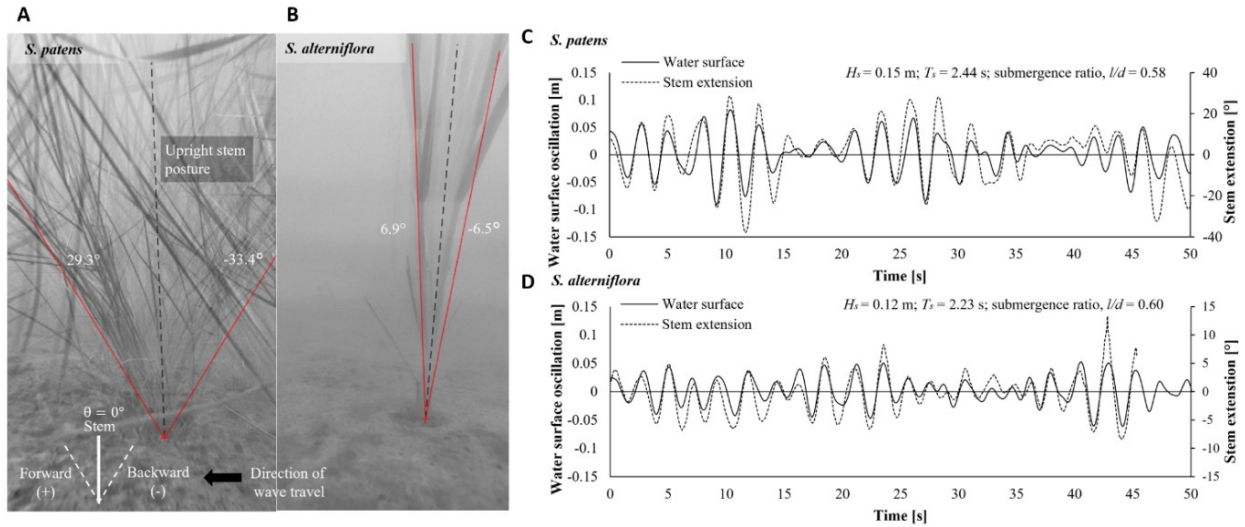 A
S. patens
Upright stem
posture
29.3°
-33.4°
θ = 0°
Stem
Forward
(+)
Backward
(-)
Direction of
wave travel
B
S. alterniflora
6.9°
-6.5°
C
S. patens
Water surface
Stem extension
Hs = 0.15 m; Ts = 2.44 s; submergence ratio, l/d = 0.58
Water surface oscillation [m]
0.15
0.1
0.05
0
-0.05
-0.1
-0.15
40
20
0
-20
-40
Stem extenstion [°]
0
5
10
15
20
25
30
35
40
45
50
Time [s]
D
S. alterniflora
Water surface
Stem extension
Hs = 0.12 m; Ts = 2.23 s; submergence ratio, l/d = 0.60
Water surface oscillation [m]
0.15
0.1
0.05
0
-0.05
-0.1
-0.15
15
10
5
0
-5
-10
-15
Stem extension [°]
0
5
10
15
20
25
30
35
40
45
50
Time [s]